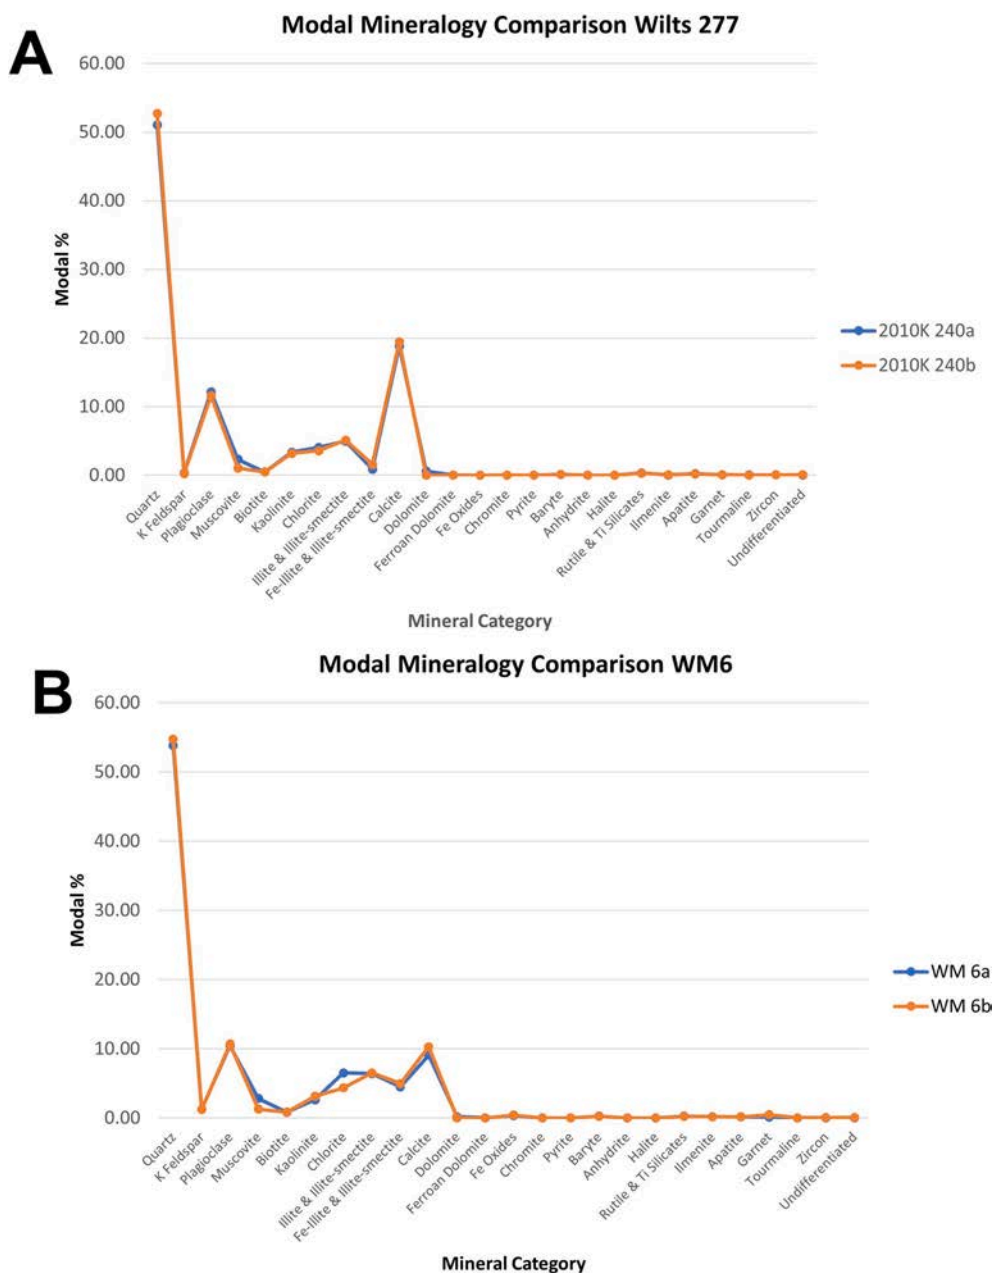 A
Modal Mineralogy Comparison Wilts 277
60.00
50.00
40.00
30.00
20.00
10.00
0.00
Modal %
2010K 240a
2010K 240b
Quartz
K Feldspar
Plagioclase
Muscovite
Biotite
Kaolinite
Chlorite
Illite & Illite-smectite
Fe-Illite & Illite-smectite
Calcite
Dolomite
Ferroan Dolomite
Fe Oxides
Chromite
Pyrite
Baryte
Anhydrite
Halite
Rutile & Ti Silicates
Ilmenite
Apatite
Garnet
Tourmaline
Zircon
Undifferentiated
Mineral Category
B
Modal Mineralogy Comparison WM6
60.00
50.00
40.00
30.00
20.00
10.00
0.00
Modal %
WM 6a
WM 6b
Quartz
K Feldspar
Plagioclase
Muscovite
Biotite
Kaolinite
Chlorite
Illite & Illite-smectite
Fe-Illite & Illite-smectite
Calcite
Dolomite
Ferroan Dolomite
Fe Oxides
Chromite
Pyrite
Baryte
Anhydrite
Halite
Rutile & Ti Silicates
Ilmenite
Apatite
Garnet
Tourmaline
Zircon
Undifferentiated
Mineral Category